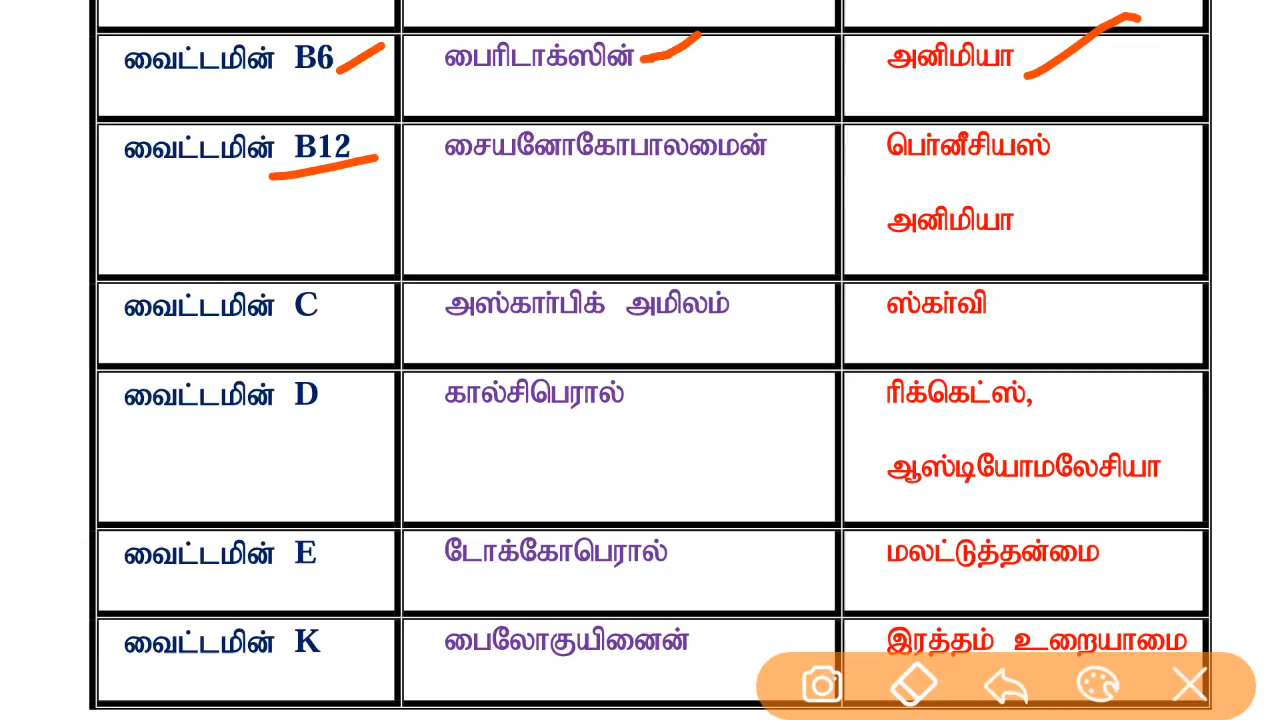 வைட்டமின் B6 பைரிடாக்ஸின் அனிமியா
வைட்டமின் B12 சையனோகோபாலமைன் பெர்னீசியஸ்
அனிமியா
வைட்டமின் C அஸ்கார்பிக் அமிலம் ஸ்கர்வி
வைட்டமின் D கால்சிபெரால் ரிக்கெட்ஸ்,
ஆஸ்டியோமலேசியா
வைட்டமின் E டோக்கோபெரால் மலட்டுத்தன்மை
வைட்டமின் K பைலோகுயினைன் இரத்தம் உறையாமை